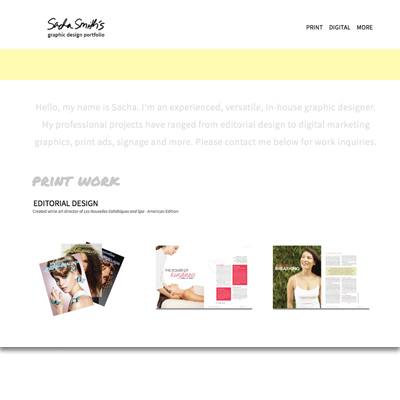 Sacha Smith's
graphic design portfolio
PRINT DIGITAL MORE
Hello, my name is Sacha. I'm an experienced, versatile, in-house graphic designer.
My professional projects have ranged from editorial design to digital marketing
graphics, print ads, signage and more. Please contact me below for work inquiries.
PRINT WORK
EDITORIAL DESIGN
Created while art director of Les Nouvelles Esthétiques and Spa - American Edition
THE POWER OF
kindness
BREATHING